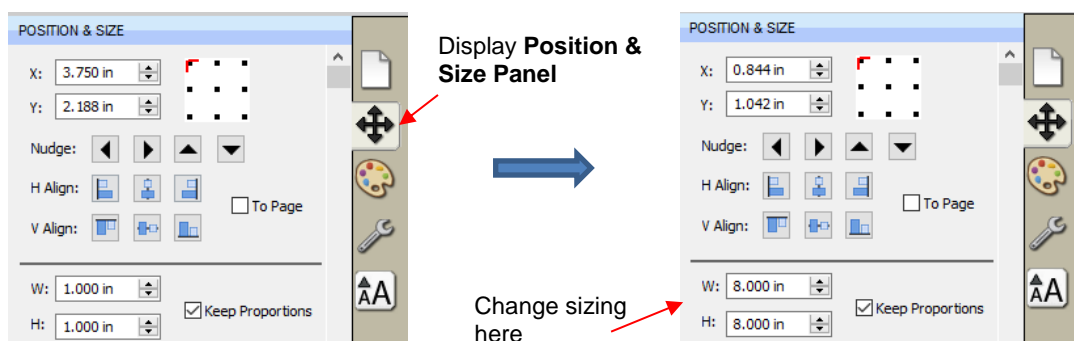 POSITION & SIZE
X: 3.750 in
Y: 2.188 in
Nudge:
H Align:
To Page
V Align:
W: 1.000 in
Keep Proportions
H: 1.000 in
AA
Display Position &
Size Panel
Change sizing
here
POSITION & SIZE
X: 0.844 in
Y: 1.042 in
Nudge:
H Align:
To Page
V Align:
W: 8.000 in
Keep Proportions
H: 8.000 in
AA